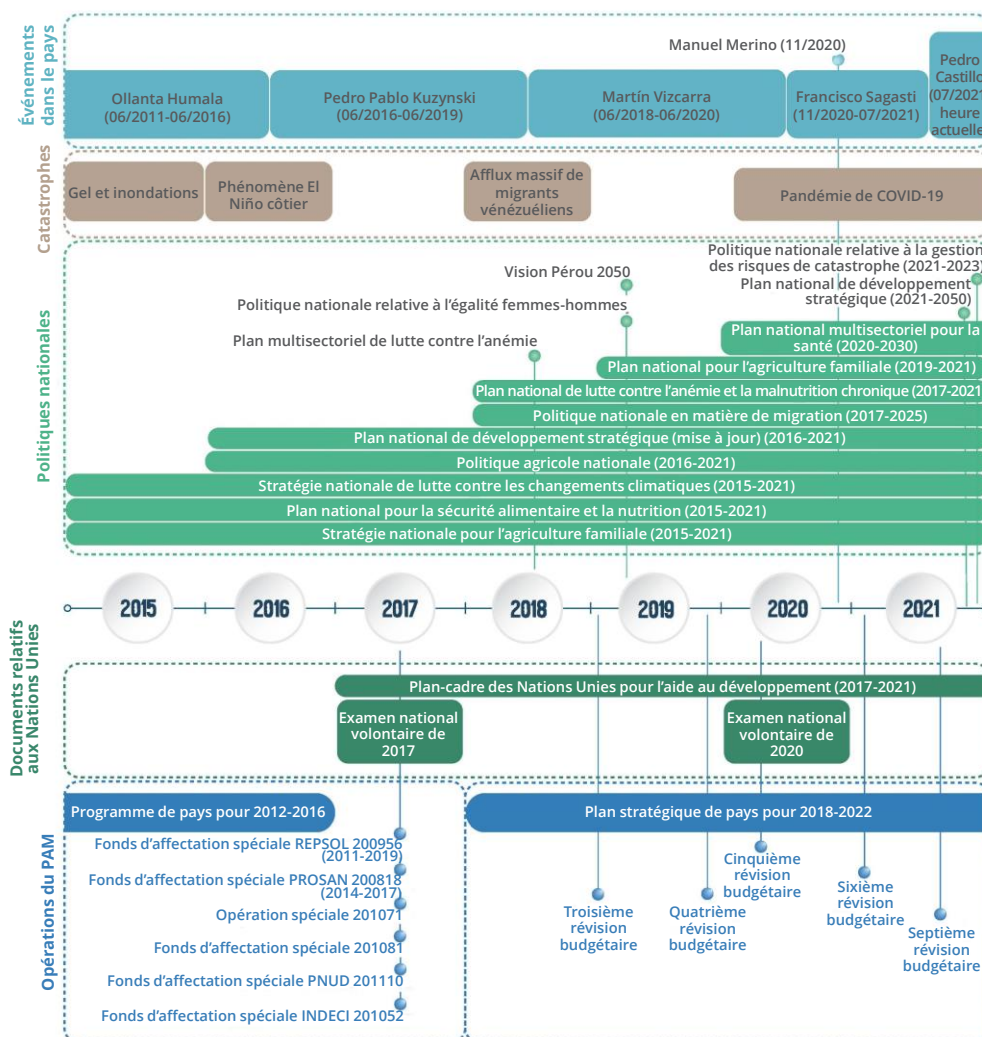 Événements
dans le pays
Manuel Merino (11/2020)
Ollanta Humala
(06/2011-06/2016)
Pedro Pablo Kuzynski
(06/2016-06/2019)
Martín Vizcarra
(06/2018-06/2020)
Francisco Sagasti
(11/2020-07/2021)
Pedro
Castillo
(07/2021
heure
actuelle
Catastrophes
Gel et inondations
Phénomène El
Niño côtier
Afflux massif de
migrants
vénézuéliens
Pandémie de COVID-19
Politiques nationales
Politique nationale relative à la gestion
des risques de catastrophe (2021-2023)
Vision Pérou 2050
Plan national de développement
stratégique (2021-2050)
Politique nationale relative à l’égalité femmes-hommes
Plan multisectoriel de lutte contre l’anémie
Plan national multisectoriel pour la
santé (2020-2030)
Plan national pour l’agriculture familiale (2019-2021)
Plan national de lutte contre l’anémie et la malnutrition chronique (2017-2021
Politique nationale en matière de migration (2017-2025)
Plan national de développement stratégique (mise à jour) (2016-2021)
Politique agricole nationale (2016-2021)
Stratégie nationale de lutte contre les changements climatiques (2015-2021)
Plan national pour la sécurité alimentaire et la nutrition (2015-2021)
Stratégie nationale pour l’agriculture familiale (2015-2021)
2015
2016
2017
2018
2019
2020
2021
Documents relatifs
aux Nations Unies
Plan-cadre des Nations Unies pour l’aide au développement (2017-2021)
Examen national
volontaire de
2017
Examen national
volontaire de
2020
Opérations du PAM
Programme de pays pour 2012-2016
Plan stratégique de pays pour 2018-2022
Fonds d’affectation spéciale REPSOL 200956
(2011-2019)
Fonds d’affectation spéciale PROSAN 200818
(2014-2017)
Opération spéciale 201071
Fonds d’affectation spéciale 201081
Fonds d’affectation spéciale PNUD 201110
Fonds d’affectation spéciale INDECI 201052
Troisième
révision
budgétaire
Quatrième
révision
budgétaire
Cinquième
révision
budgétaire
Sixième
révision
budgétaire
Septième
révision
budgétaire